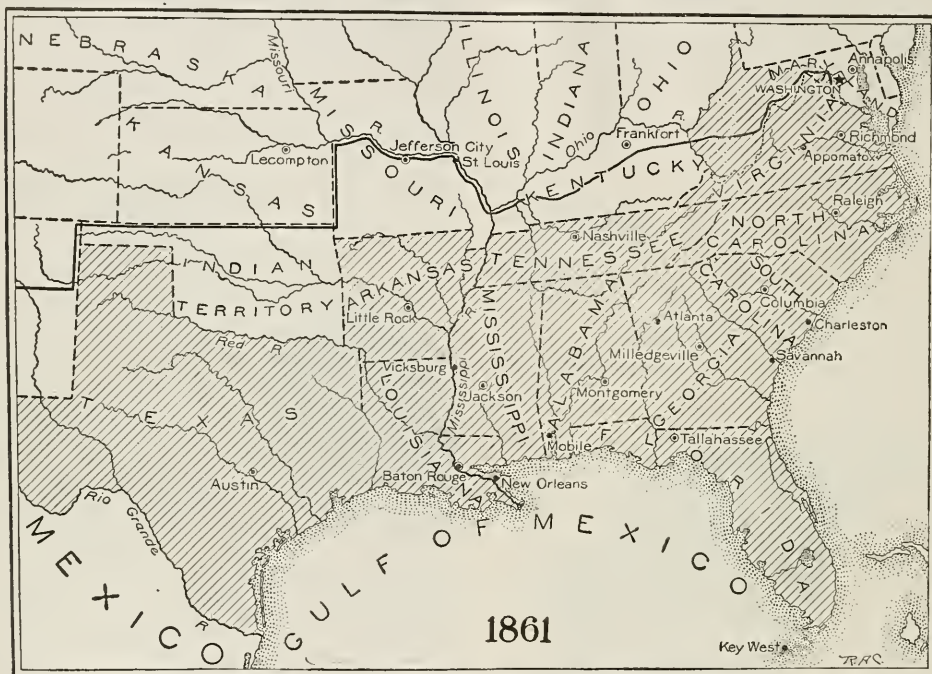 NEBRASKA
Missouri
R.
ILLINOIS
INDIANA
OHIO
Ohio
R.
MARYLAND
Annapolis
WASHINGTON
KANSAS
Lecompton
MISSOURI
Jefferson City
St. Louis
Frankfort
KENTUCKY
VIRGINIA
Richmond
Appomatox
Raleigh
NORTH
CAROLINA
Nashville
TENNESSEE
INDIAN
TERRITORY
ARKANSAS
Little Rock
Red R.
MISSISSIPPI
ALABAMA
Atlanta
SOUTH
CAROLINA
Columbia
Charleston
Milledgeville
GEORGIA
Savannah
Vicksburg
Mississippi
R.
Jackson
Montgomery
TEXAS
LOUISIANA
Mobile
Tallahassee
FLORIDA
Austin
Baton Rouge
New Orleans
Rio Grande R.
MEXICO
GULF OF MEXICO
1861
Key West
R.A.C.